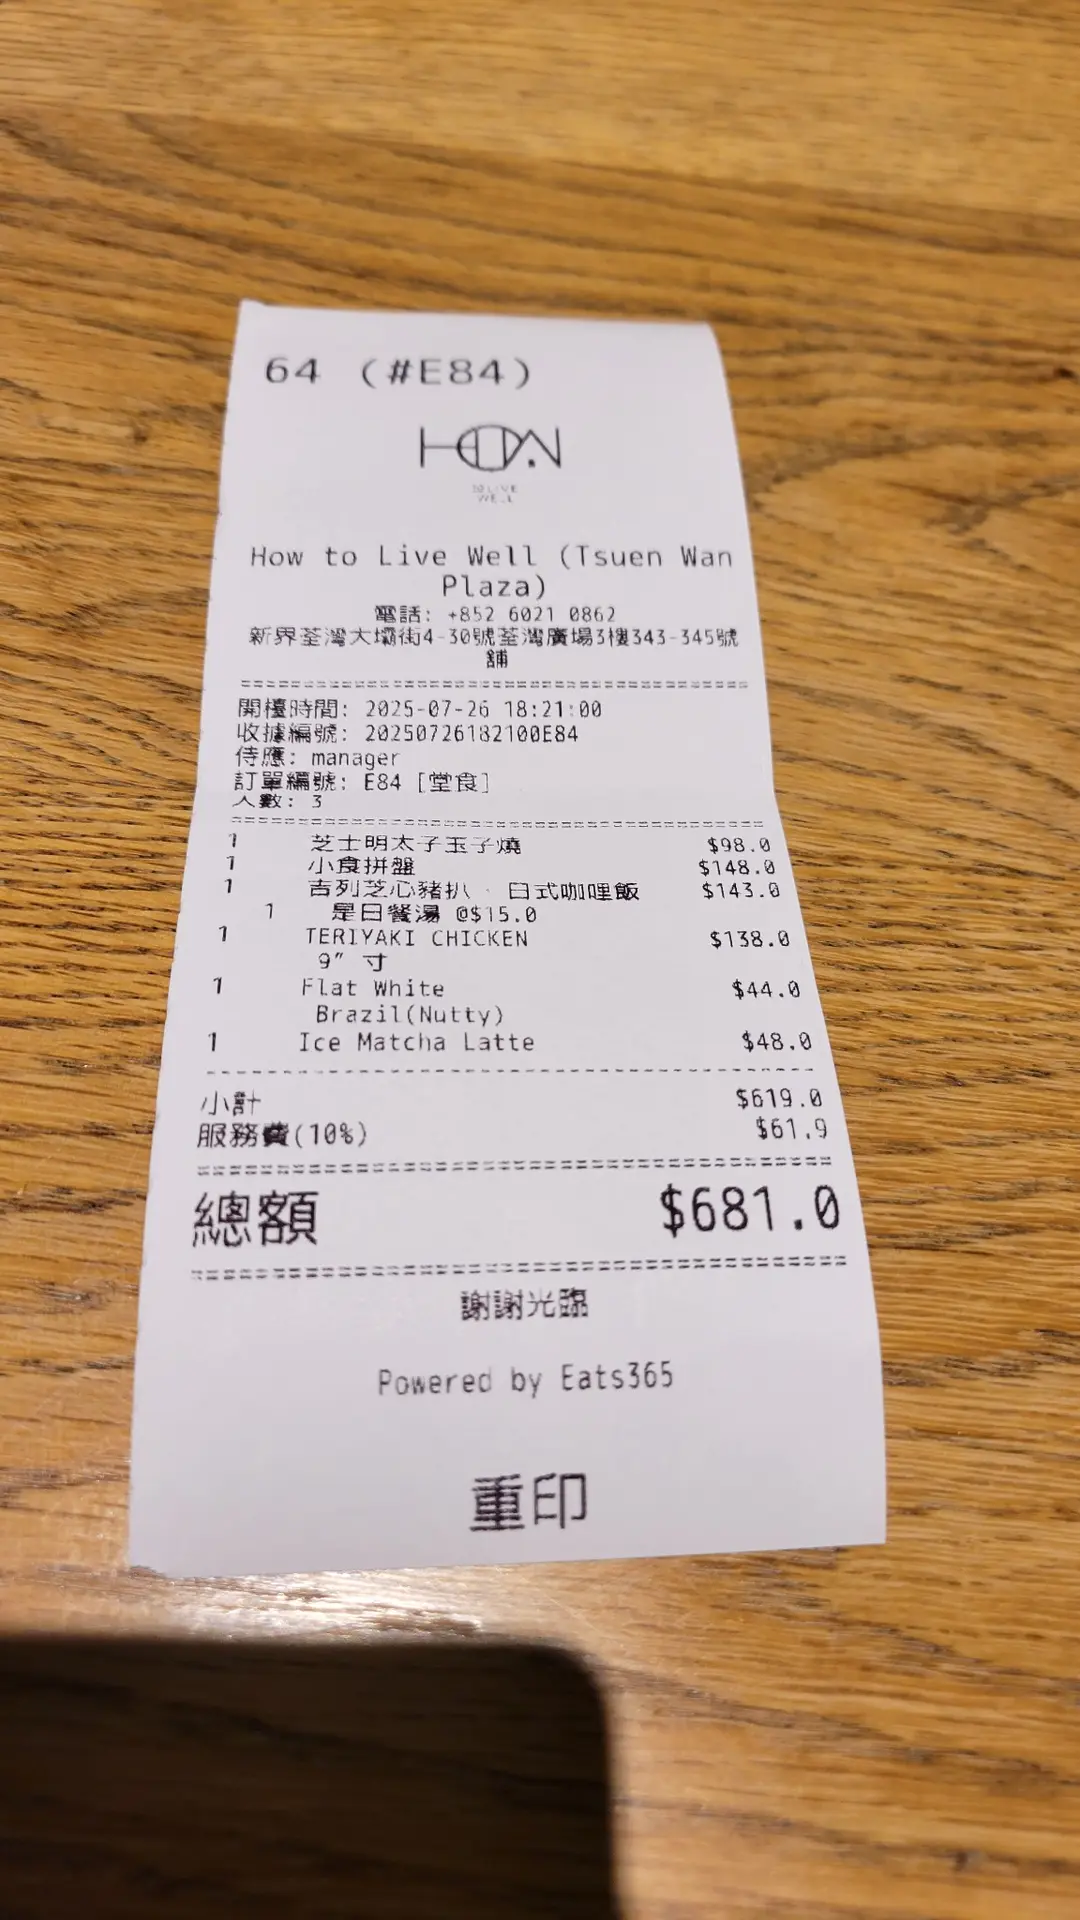 64 (#E84)
How to Live Well (Tsuen Wan
Plaza)
電話: +852 6021 0862
新界荃灣大壩街4-30號荃灣廣場3樓343-345號
舖
開檯時間: 2025-07-26 18:21:00
收據編號: 20250726182100E84
侍應: manager
訂單編號: E84 [堂食]
人數: 3
1 芝士明太子玉子燒 $98.0
1 小食拼盤 $148.0
1 吉列芝心豬扒、日式咖哩飯 $143.0
1 是日餐湯 @$15.0
1 TERIYAKI CHICKEN $138.0
9" 寸
1 Flat White $44.0
Brazil(Nutty)
1 Ice Matcha Latte $48.0
小計 $619.0
服務費(10%) $61.9
總額 $681.0
謝謝光臨
Powered by Eats365
重印